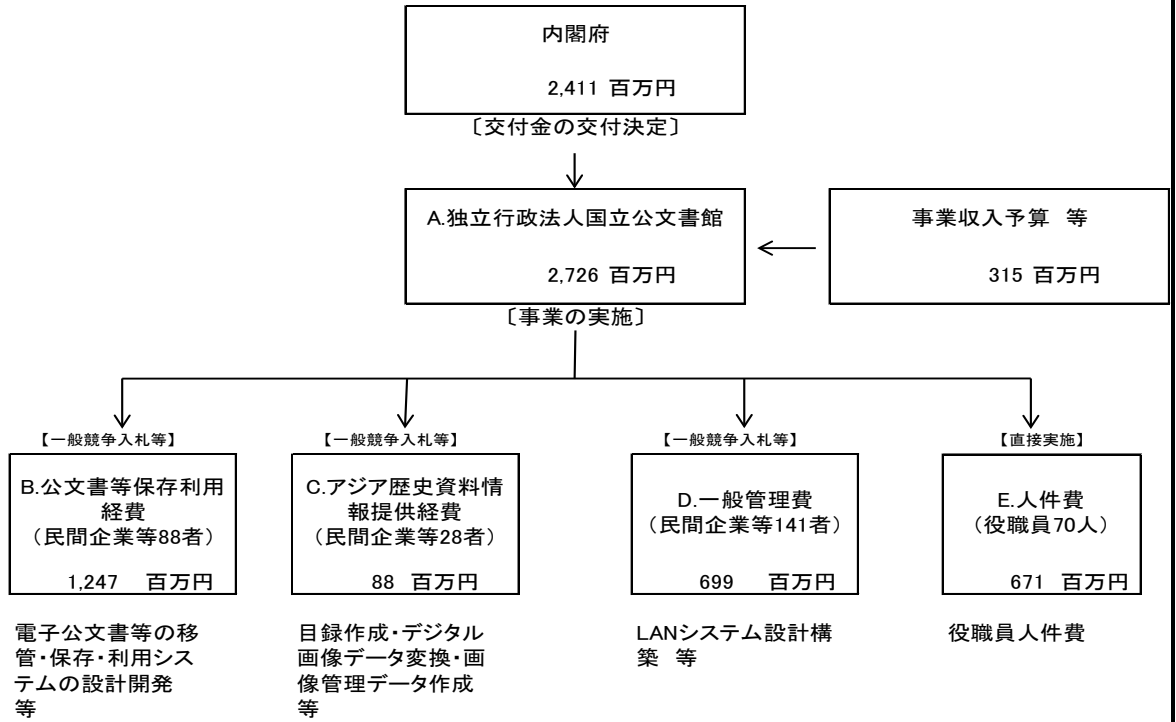 内閣府
2,411 百万円
〔交付金の交付決定〕
A.独立行政法人国立公文書館
2,726 百万円
事業収入予算 等
315 百万円
〔事業の実施〕
【一般競争入札等】
B.公文書等保存利用
経費
(民間企業等88者)
1,247 百万円
電子公文書等の移
管・保存・利用シス
テムの設計開発
等
【一般競争入札等】
C.アジア歴史資料情
報提供経費
(民間企業等28者)
88 百万円
目録作成・デジタル
画像データ変換・画
像管理データ作成
等
【一般競争入札等】
D.一般管理費
(民間企業等141者)
699 百万円
LANシステム設計構
築 等
【直接実施】
E.人件費
(役職員70人)
671 百万円
役職員人件費